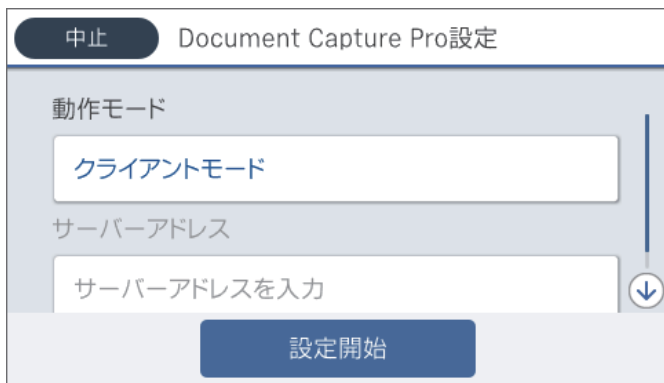 中止
Document Capture Pro設定
動作モード
クライアントモード
サーバーアドレス
サーバーアドレスを入力
設定開始